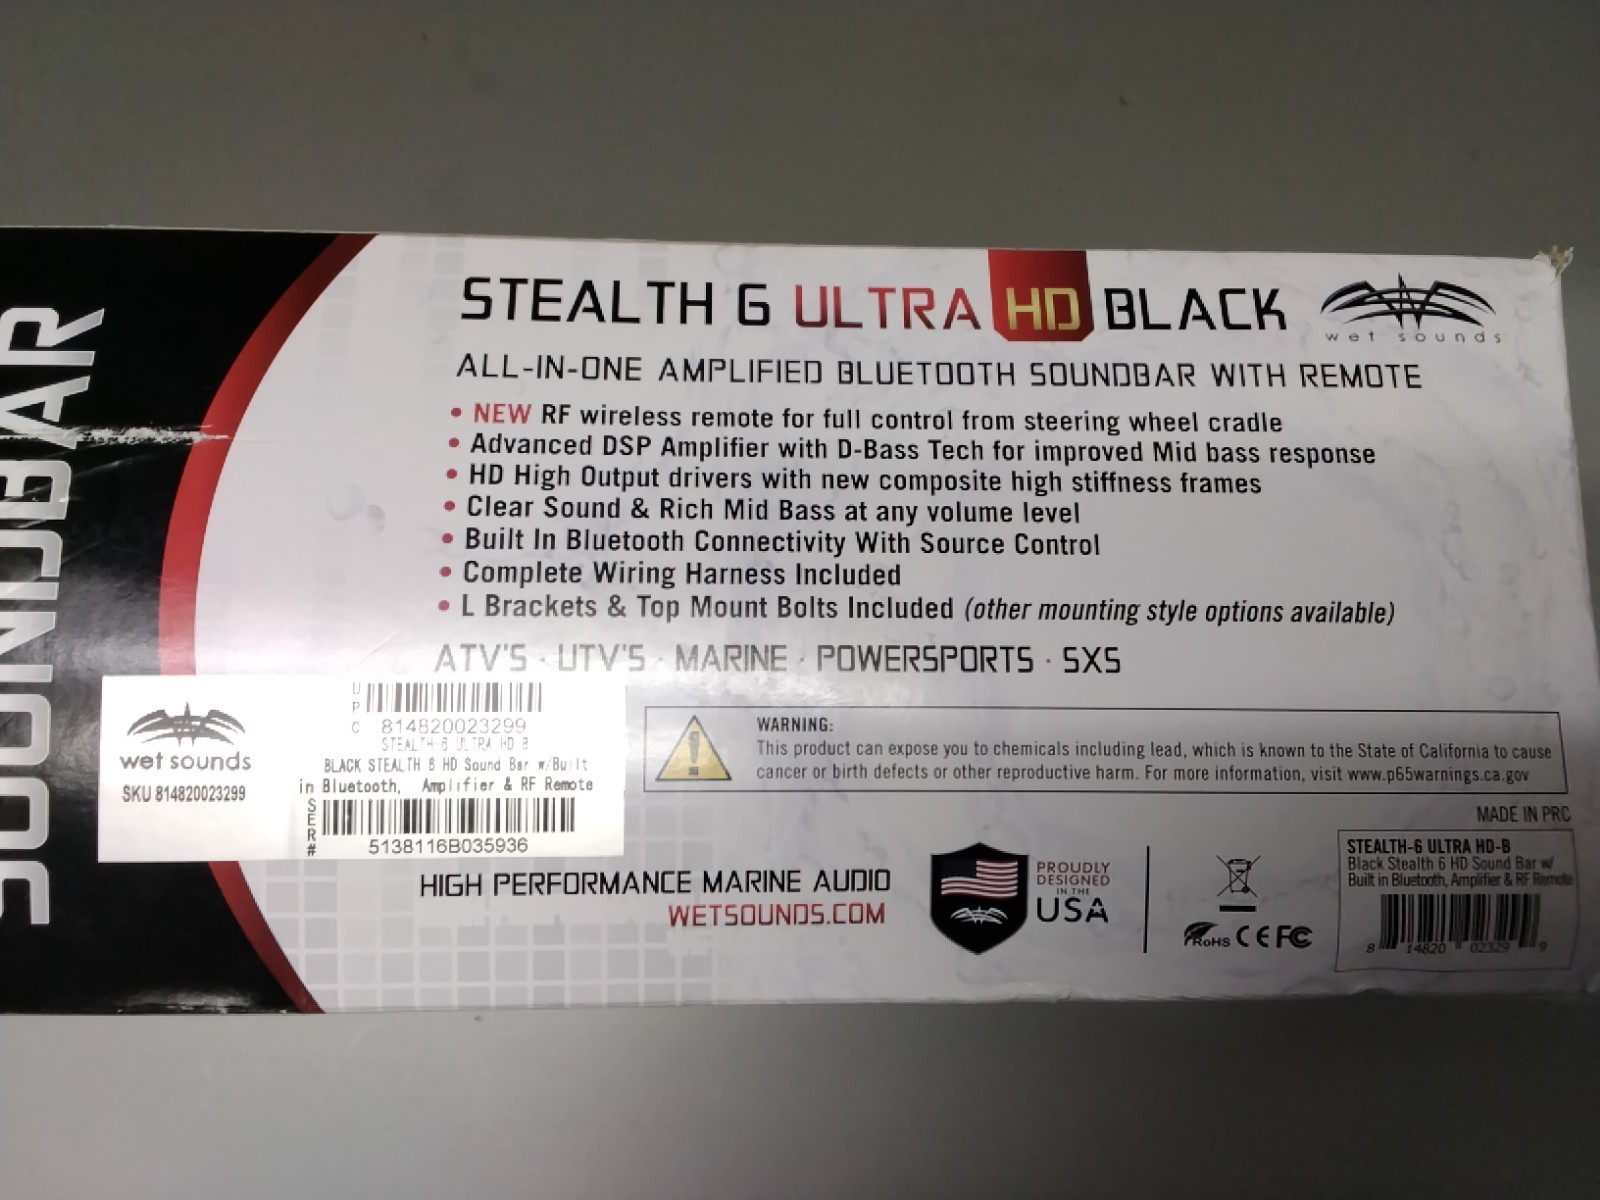 SOUNDBAR
STEALTH 6 ULTRA HD BLACK
wet sounds
ALL-IN-ONE AMPLIFIED BLUETOOTH SOUNDBAR WITH REMOTE
• NEW RF wireless remote for full control from steering wheel cradle
• Advanced DSP Amplifier with D-Bass Tech for improved Mid bass response
• HD High Output drivers with new composite high stiffness frames
• Clear Sound & Rich Mid Bass at any volume level
• Built In Bluetooth Connectivity With Source Control
• Complete Wiring Harness Included
• L Brackets & Top Mount Bolts Included (other mounting style options available)
ATV'S · UTV'S · MARINE · POWERSPORTS · SXS
wet sounds
SKU 814820023299
UPC
814820023299
STEALTH-6 ULTRA HD B
BLACK STEALTH 6 HD Sound Bar w/Built
in Bluetooth, Amplifier & RF Remote
SER#
5138116B035936
WARNING:
This product can expose you to chemicals including lead, which is known to the State of California to cause
cancer or birth defects or other reproductive harm. For more information, visit www.p65warnings.ca.gov
MADE IN PRC
HIGH PERFORMANCE MARINE AUDIO
WETSOUNDS.COM
PROUDLY
DESIGNED
IN THE
USA
RoHS CE FC
STEALTH-6 ULTRA HD-B
Black Stealth 6 HD Sound Bar w/
Built in Bluetooth, Amplifier & RF Remote
8 14820 02329 9